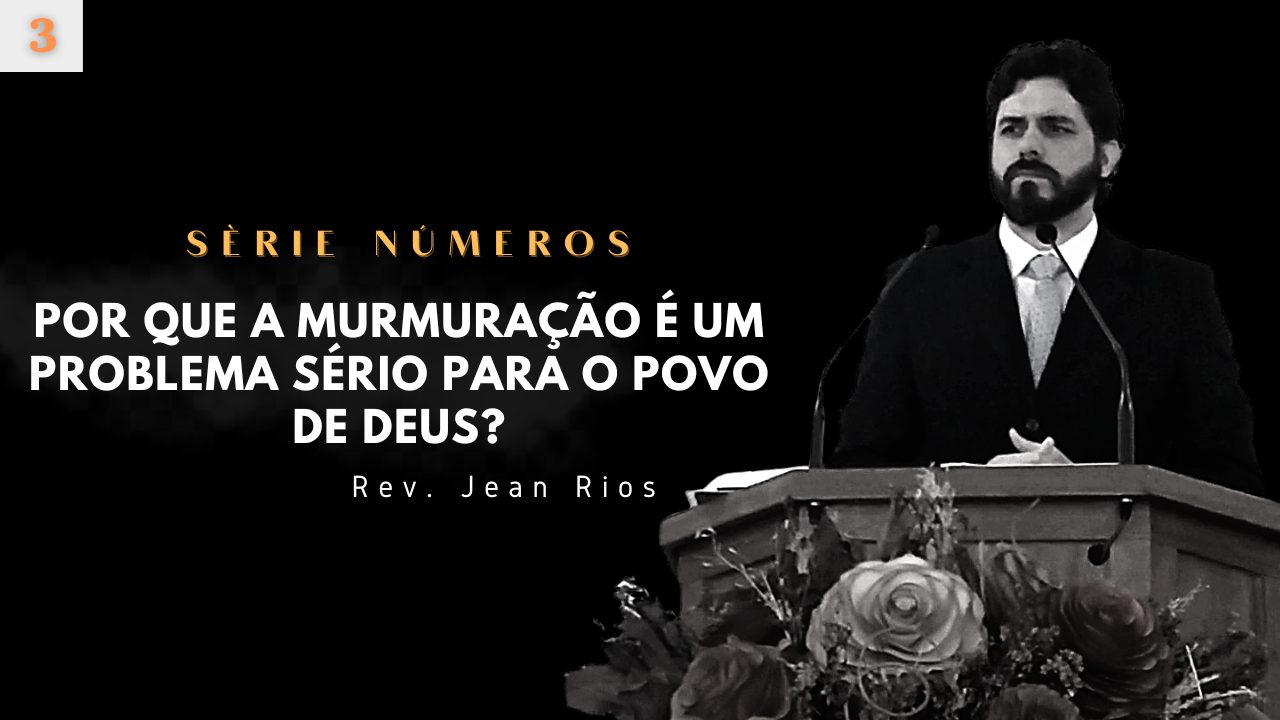 3
SÈRIE NÚMEROS
POR QUE A MURMURAÇÃO É UM
PROBLEMA SÉRIO PARA O POVO
DE DEUS?
Rev. Jean Rios